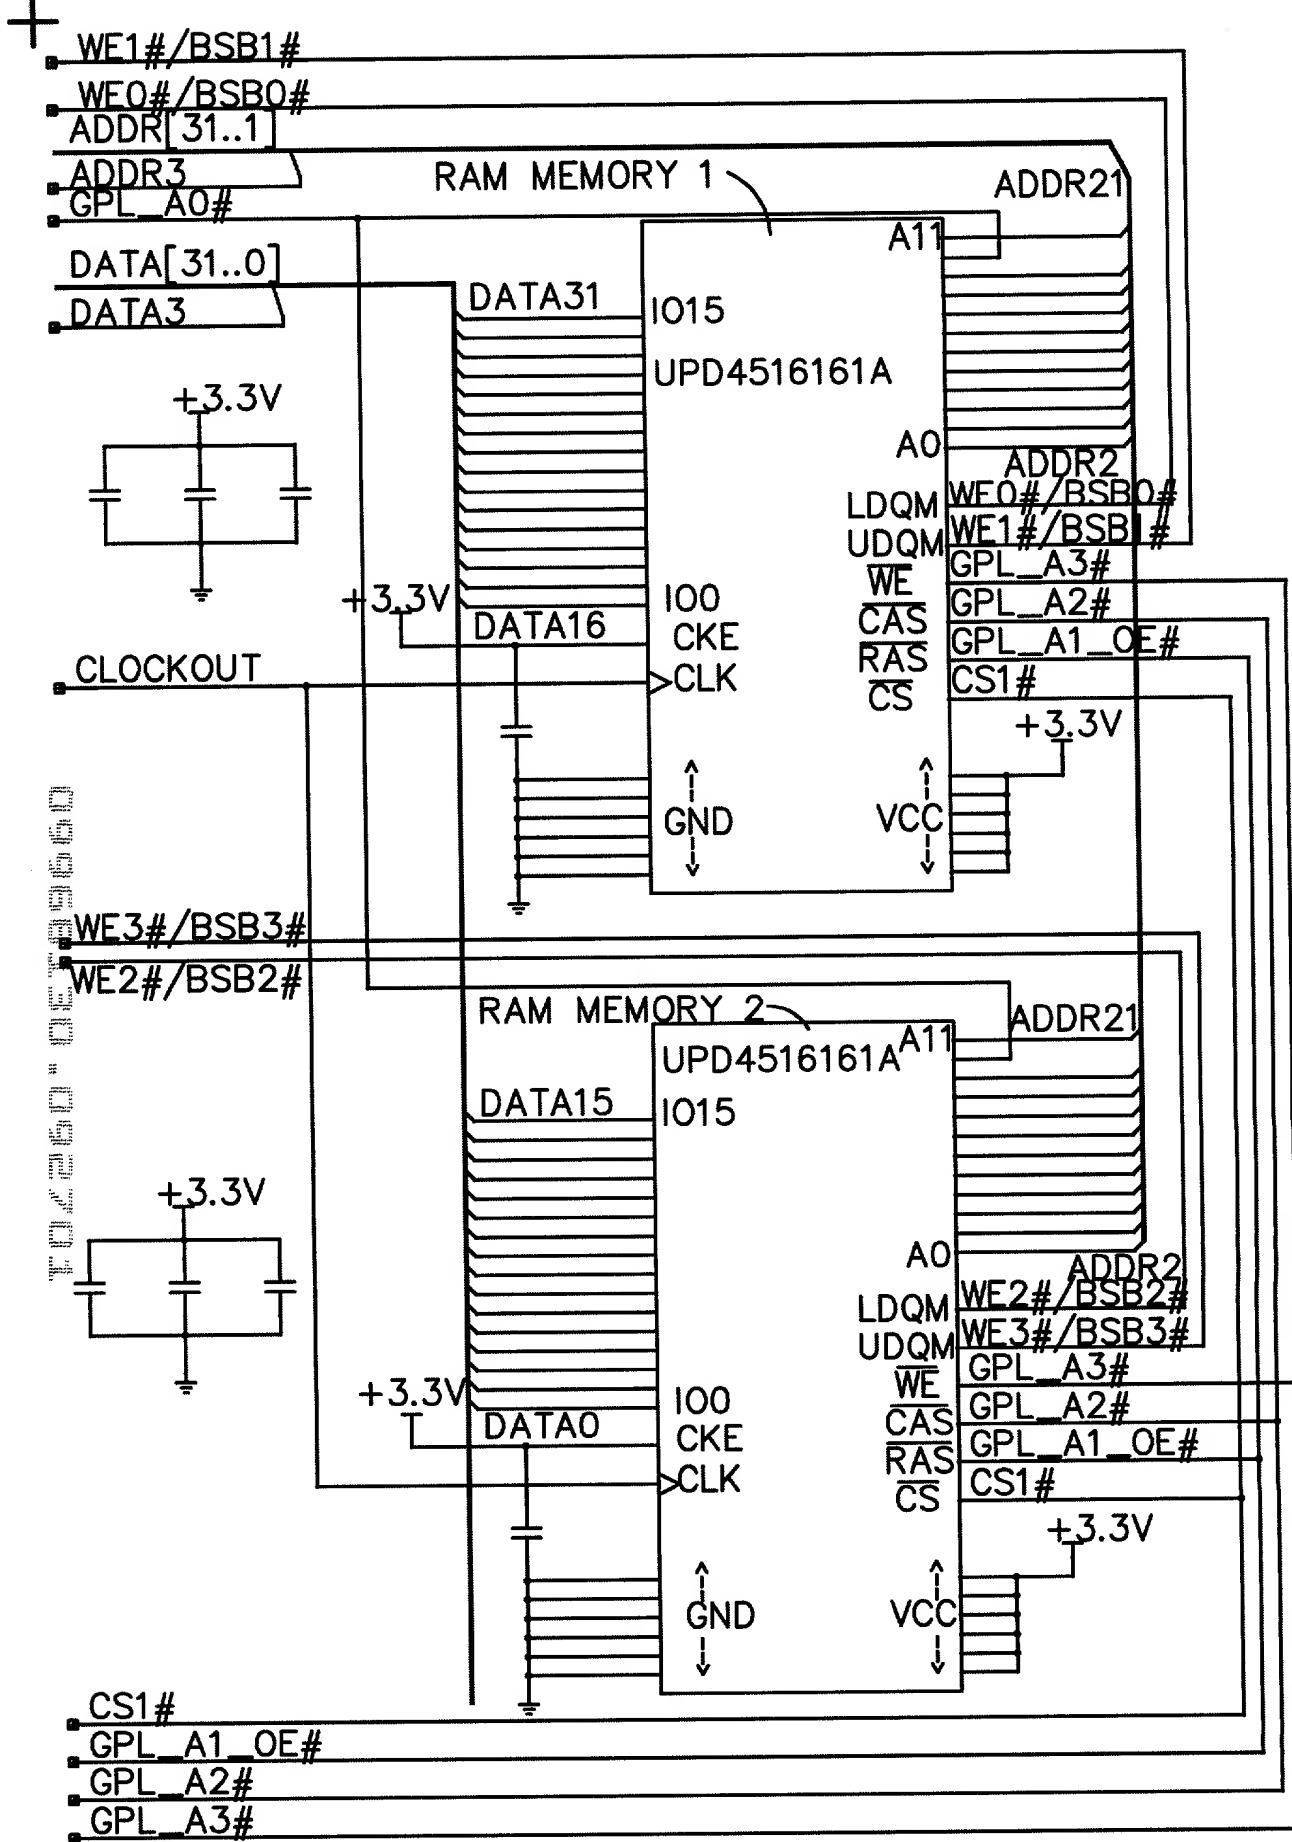 WE1#/BSB1#
WE0#/BSB0#
ADDR[31..1]
ADDR3
GPL_A0#
RAM MEMORY 1
ADDR21
A11
DATA[31..0]
DATA3
DATA31
IO15
UPD4516161A
+3.3V
A0
ADDR2
LDQM WE0#/BSB0#
UDQM WE1#/BSB1#
WE GPL_A3#
CAS GPL_A2#
RAS GPL_A1_OE#
CS CS1#
+3.3V
IO0
DATA16
CKE
CLOCKOUT
CLK
+3.3V
GND
VCC
WE3#/BSB3#
WE2#/BSB2#
RAM MEMORY 2
ADDR21
A11
UPD4516161A
DATA15
IO15
+3.3V
A0
ADDR2
LDQM WE2#/BSB2#
UDQM WE3#/BSB3#
WE GPL_A3#
CAS GPL_A2#
RAS GPL_A1_OE#
CS CS1#
+3.3V
IO0
DATA0
CKE
CLK
+3.3V
GND
VCC
CS1#
GPL_A1_OE#
GPL_A2#
GPL_A3#